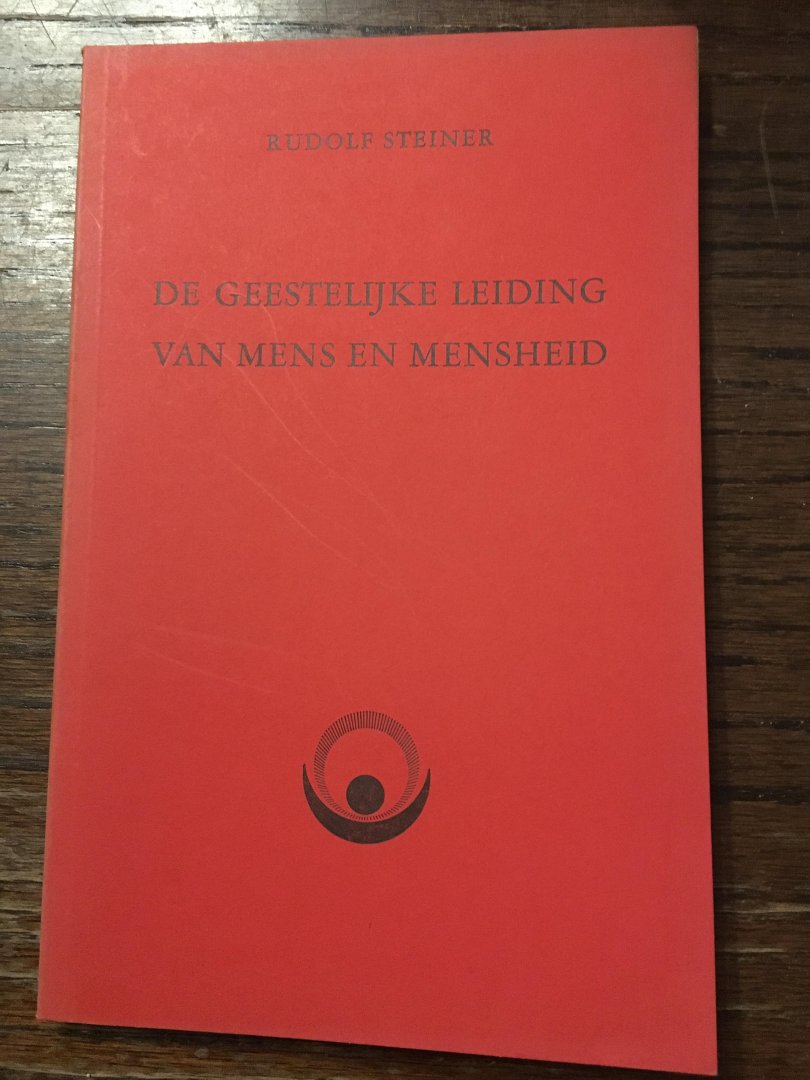 RUDOLF STEINER
DE GEESTELIJKE LEIDING
VAN MENS EN MENSHEID